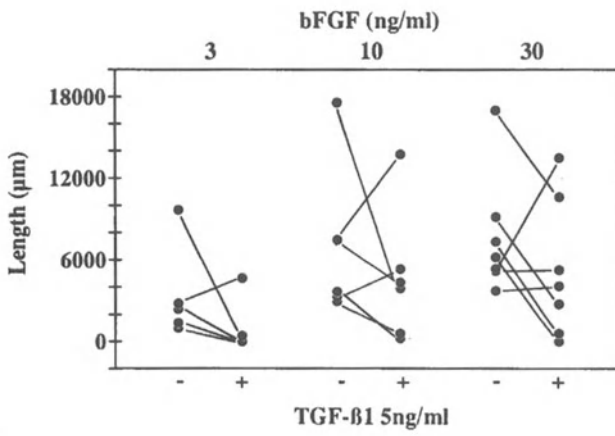 bFGF (ng/ml)
3 10 30
18000
12000
6000
0
Length (µm)
- + - + - +
TGF-ß1 5ng/ml